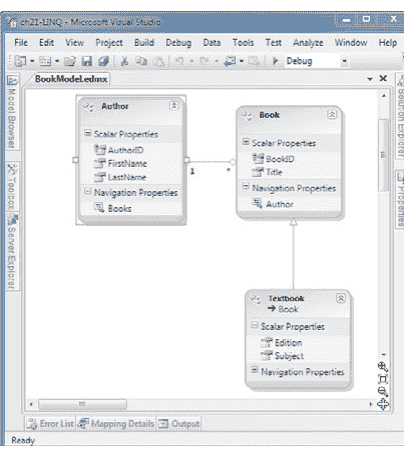 ch21-LINQ - Microsoft Visual Studio
File Edit View Project Build Debug Data Tools Test Analyze Window Help
Debug
BookModel.edmx
Model Browser
Toolbox
Server Explorer
Solution Explorer
Properties
Author
Scalar Properties
AuthorID
FirstName
LastName
Navigation Properties
Books
1
*
Book
Scalar Properties
BookID
Title
Navigation Properties
Author
Textbook
Book
Scalar Properties
Edition
Subject
Navigation Properties
Error List Mapping Details Output
Ready